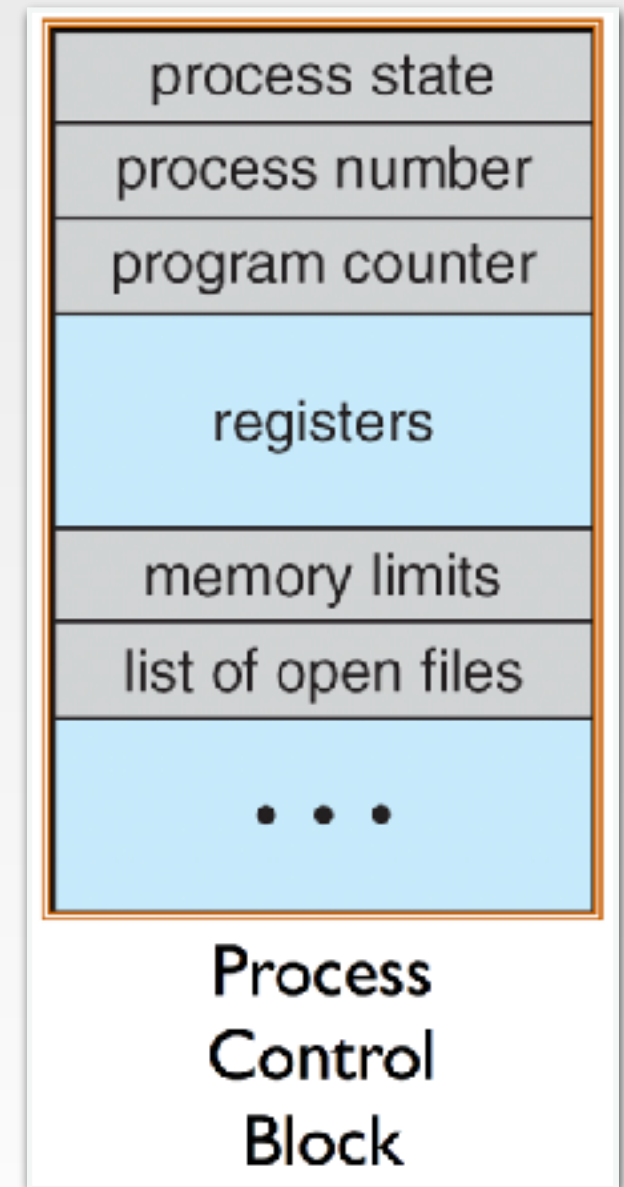 process state
process number
program counter
registers
memory limits
list of open files
• • •
Process
Control
Block